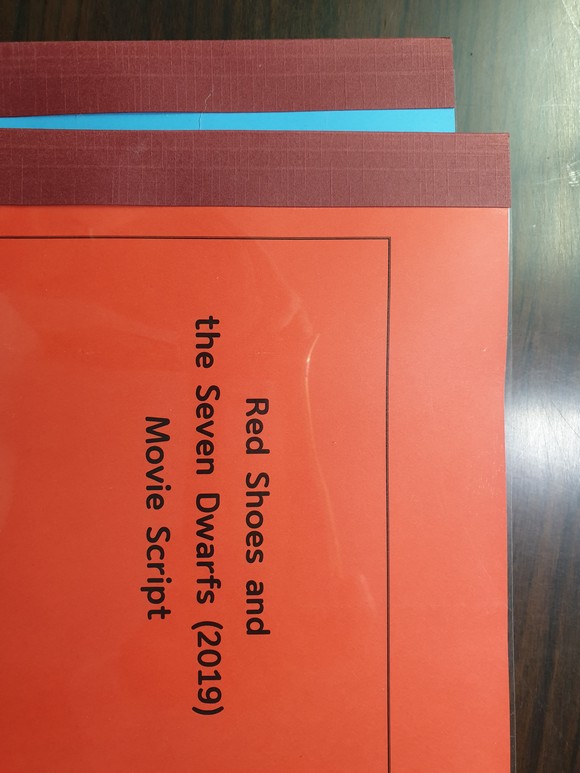 Red Shoes and
the Seven Dwarfs (2019)
Movie Script